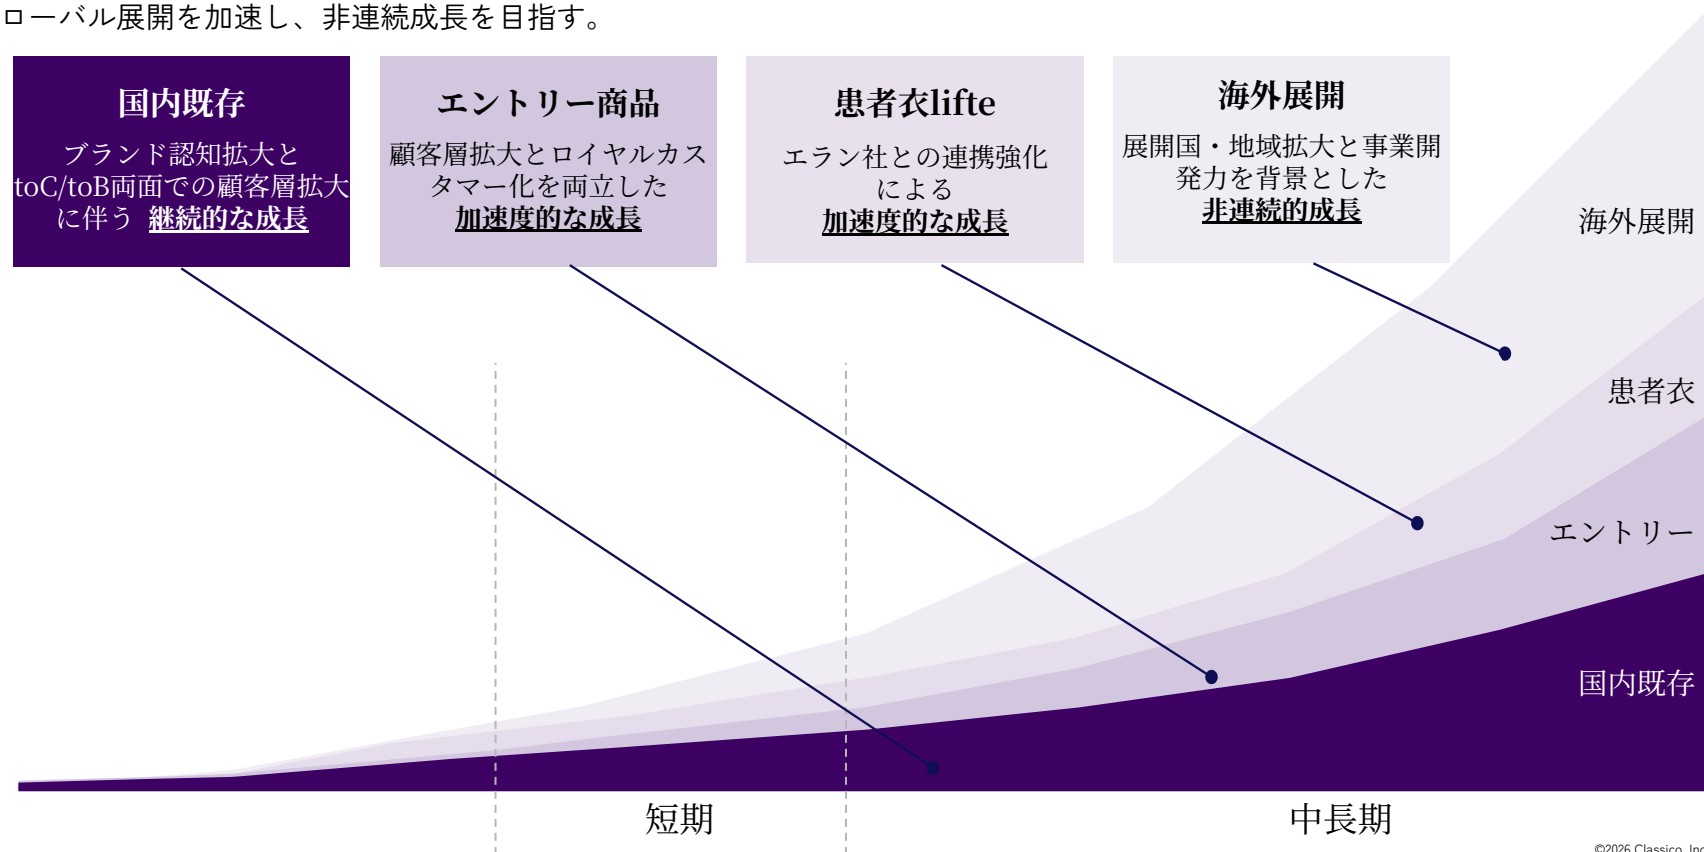 ローバル展開を加速し、非連続成長を目指す。
国内既存
ブランド認知拡大と
toC/toB両面での顧客層拡大
に伴う 継続的な成長
エントリー商品
顧客層拡大とロイヤルカス
タマー化を両立した
加速度的な成長
患者衣lifte
エラン社との連携強化
による
加速度的な成長
海外展開
展開国・地域拡大と事業開
発力を背景とした
非連続的成長
海外展開
患者衣
エントリー
国内既存
短期
中長期
©2026 Classico, Inc